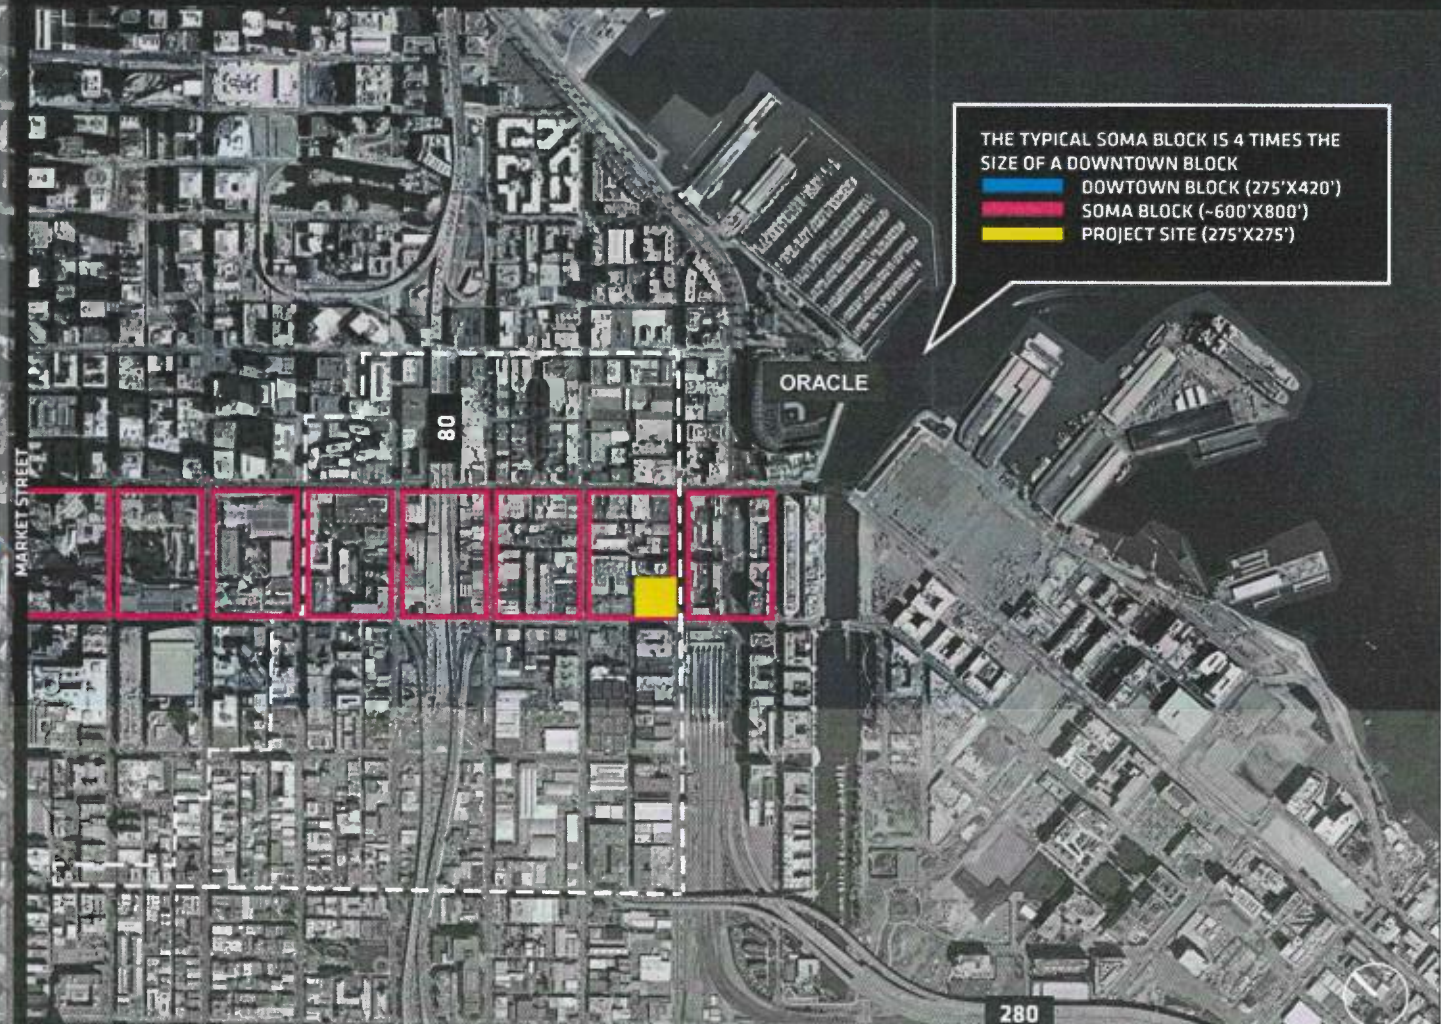 THE TYPICAL SOMA BLOCK IS 4 TIMES THE
SIZE OF A DOWNTOWN BLOCK
DOWTOWN BLOCK (275'X420')
SOMA BLOCK (~600'X800')
PROJECT SITE (275'X275')
ORACLE
80
MARKET STREET
280